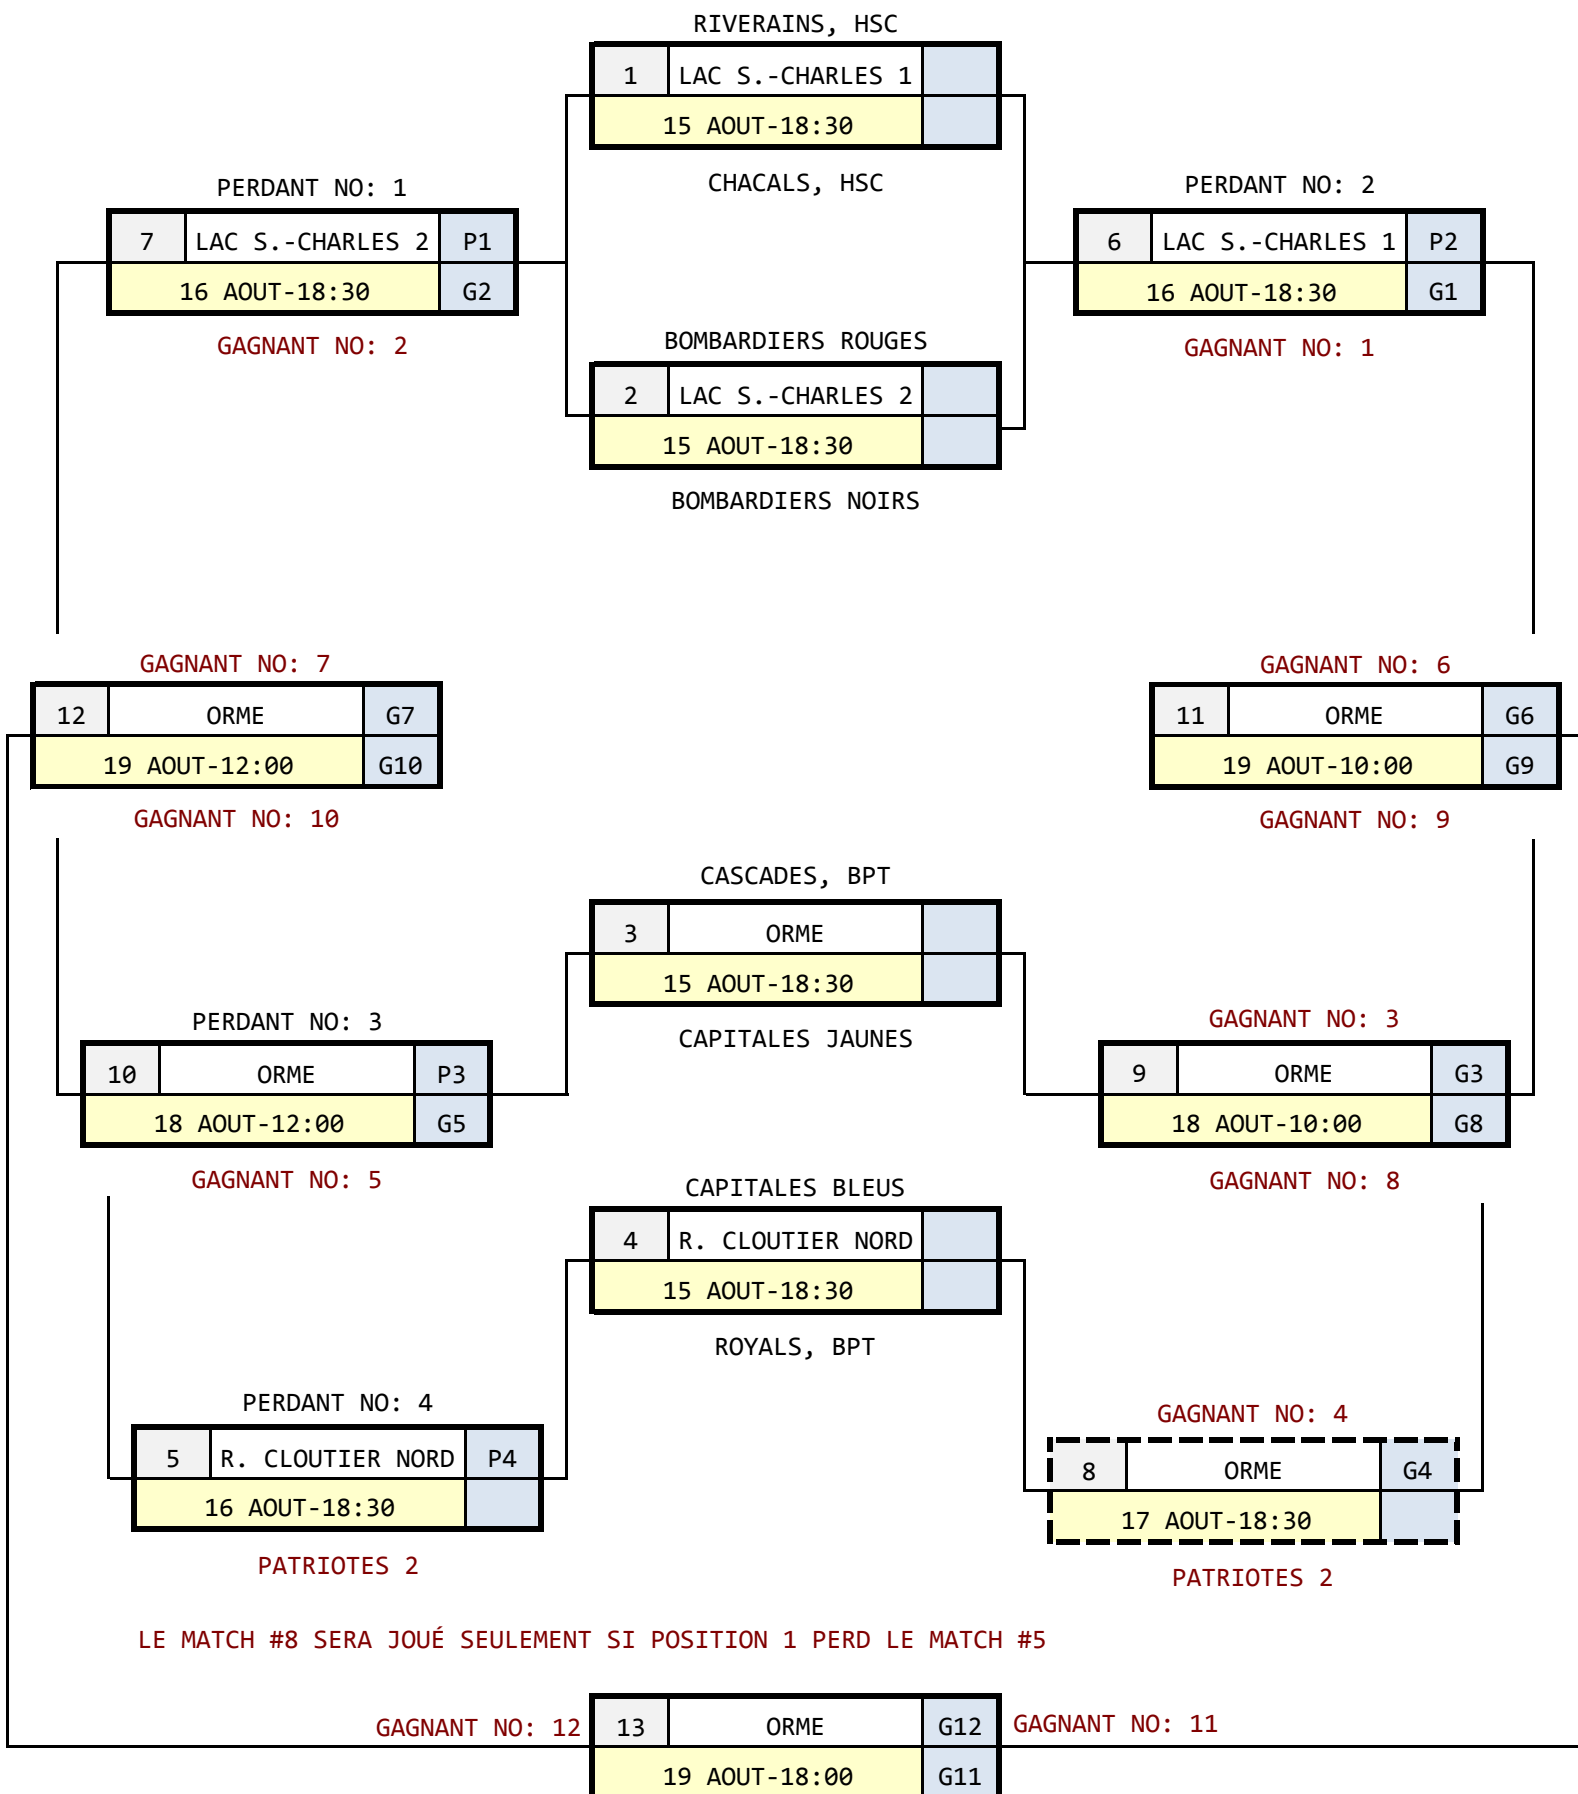 RIVERAINS, HSC
1 LAC S.-CHARLES 1
15 AOUT-18:30
CHACALS, HSC
PERDANT NO: 1
7 LAC S.-CHARLES 2 P1
16 AOUT-18:30 G2
GAGNANT NO: 2
PERDANT NO: 2
6 LAC S.-CHARLES 1 P2
16 AOUT-18:30 G1
GAGNANT NO: 1
BOMBARDIERS ROUGES
2 LAC S.-CHARLES 2
15 AOUT-18:30
BOMBARDIERS NOIRS
GAGNANT NO: 7
12 ORME G7
19 AOUT-12:00 G10
GAGNANT NO: 10
GAGNANT NO: 6
11 ORME G6
19 AOUT-10:00 G9
GAGNANT NO: 9
CASCADES, BPT
3 ORME
15 AOUT-18:30
CAPITALES JAUNES
PERDANT NO: 3
10 ORME P3
18 AOUT-12:00 G5
GAGNANT NO: 5
GAGNANT NO: 3
9 ORME G3
18 AOUT-10:00 G8
GAGNANT NO: 8
CAPITALES BLEUS
4 R. CLOUTIER NORD
15 AOUT-18:30
ROYALS, BPT
PERDANT NO: 4
5 R. CLOUTIER NORD P4
16 AOUT-18:30
PATRIOTES 2
GAGNANT NO: 4
8 ORME G4
17 AOUT-18:30
PATRIOTES 2
LE MATCH #8 SERA JOUÉ SEULEMENT SI POSITION 1 PERD LE MATCH #5
GAGNANT NO: 12 13 ORME G12 GAGNANT NO: 11
19 AOUT-18:00 G11